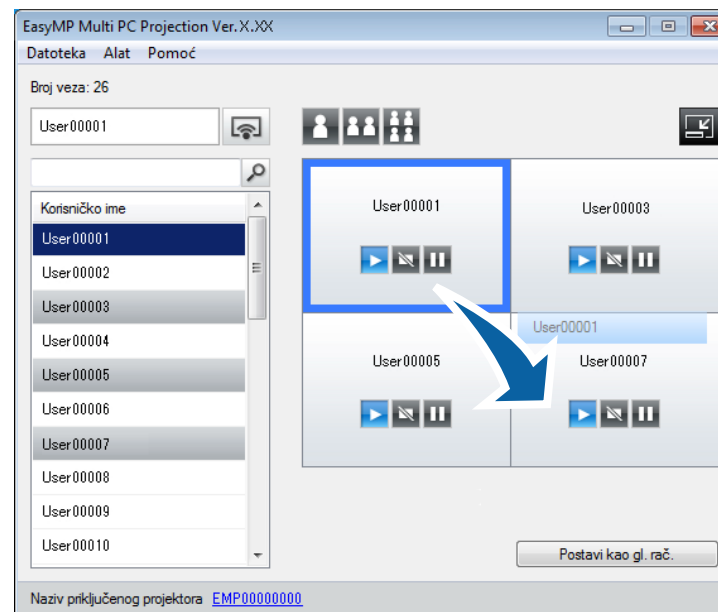 EasyMP Multi PC Projection Ver.X.XX
Datoteka Alat Pomoć
Broj veza: 26
User00001
Korisničko ime
User00001
User00002
User00003
User00004
User00005
User00006
User00007
User00008
User00009
User00010
User00001
User00003
User00005
User00001
User00007
Postavi kao gl. rač.
Naziv priključenog projektora EMP00000000